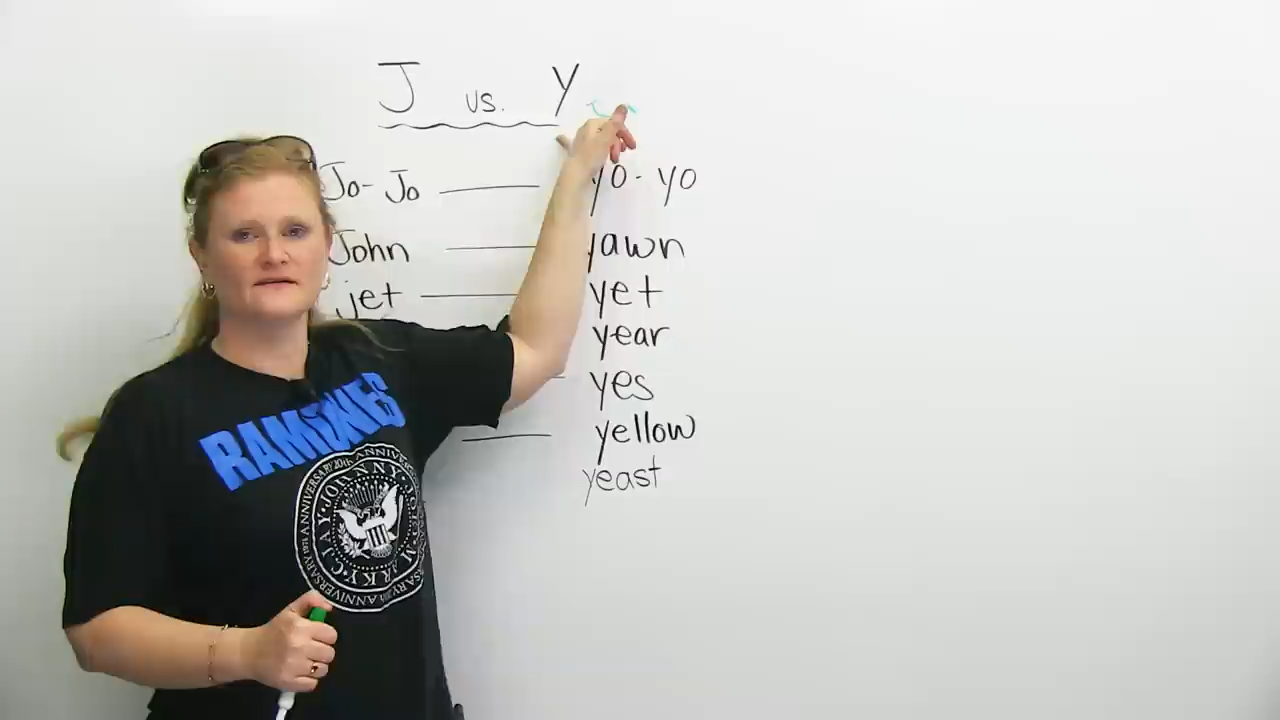 J vs. Y
Jo-Jo yo-yo
John yawn
jet yet
year
yes
yellow
yeast
RAMONES